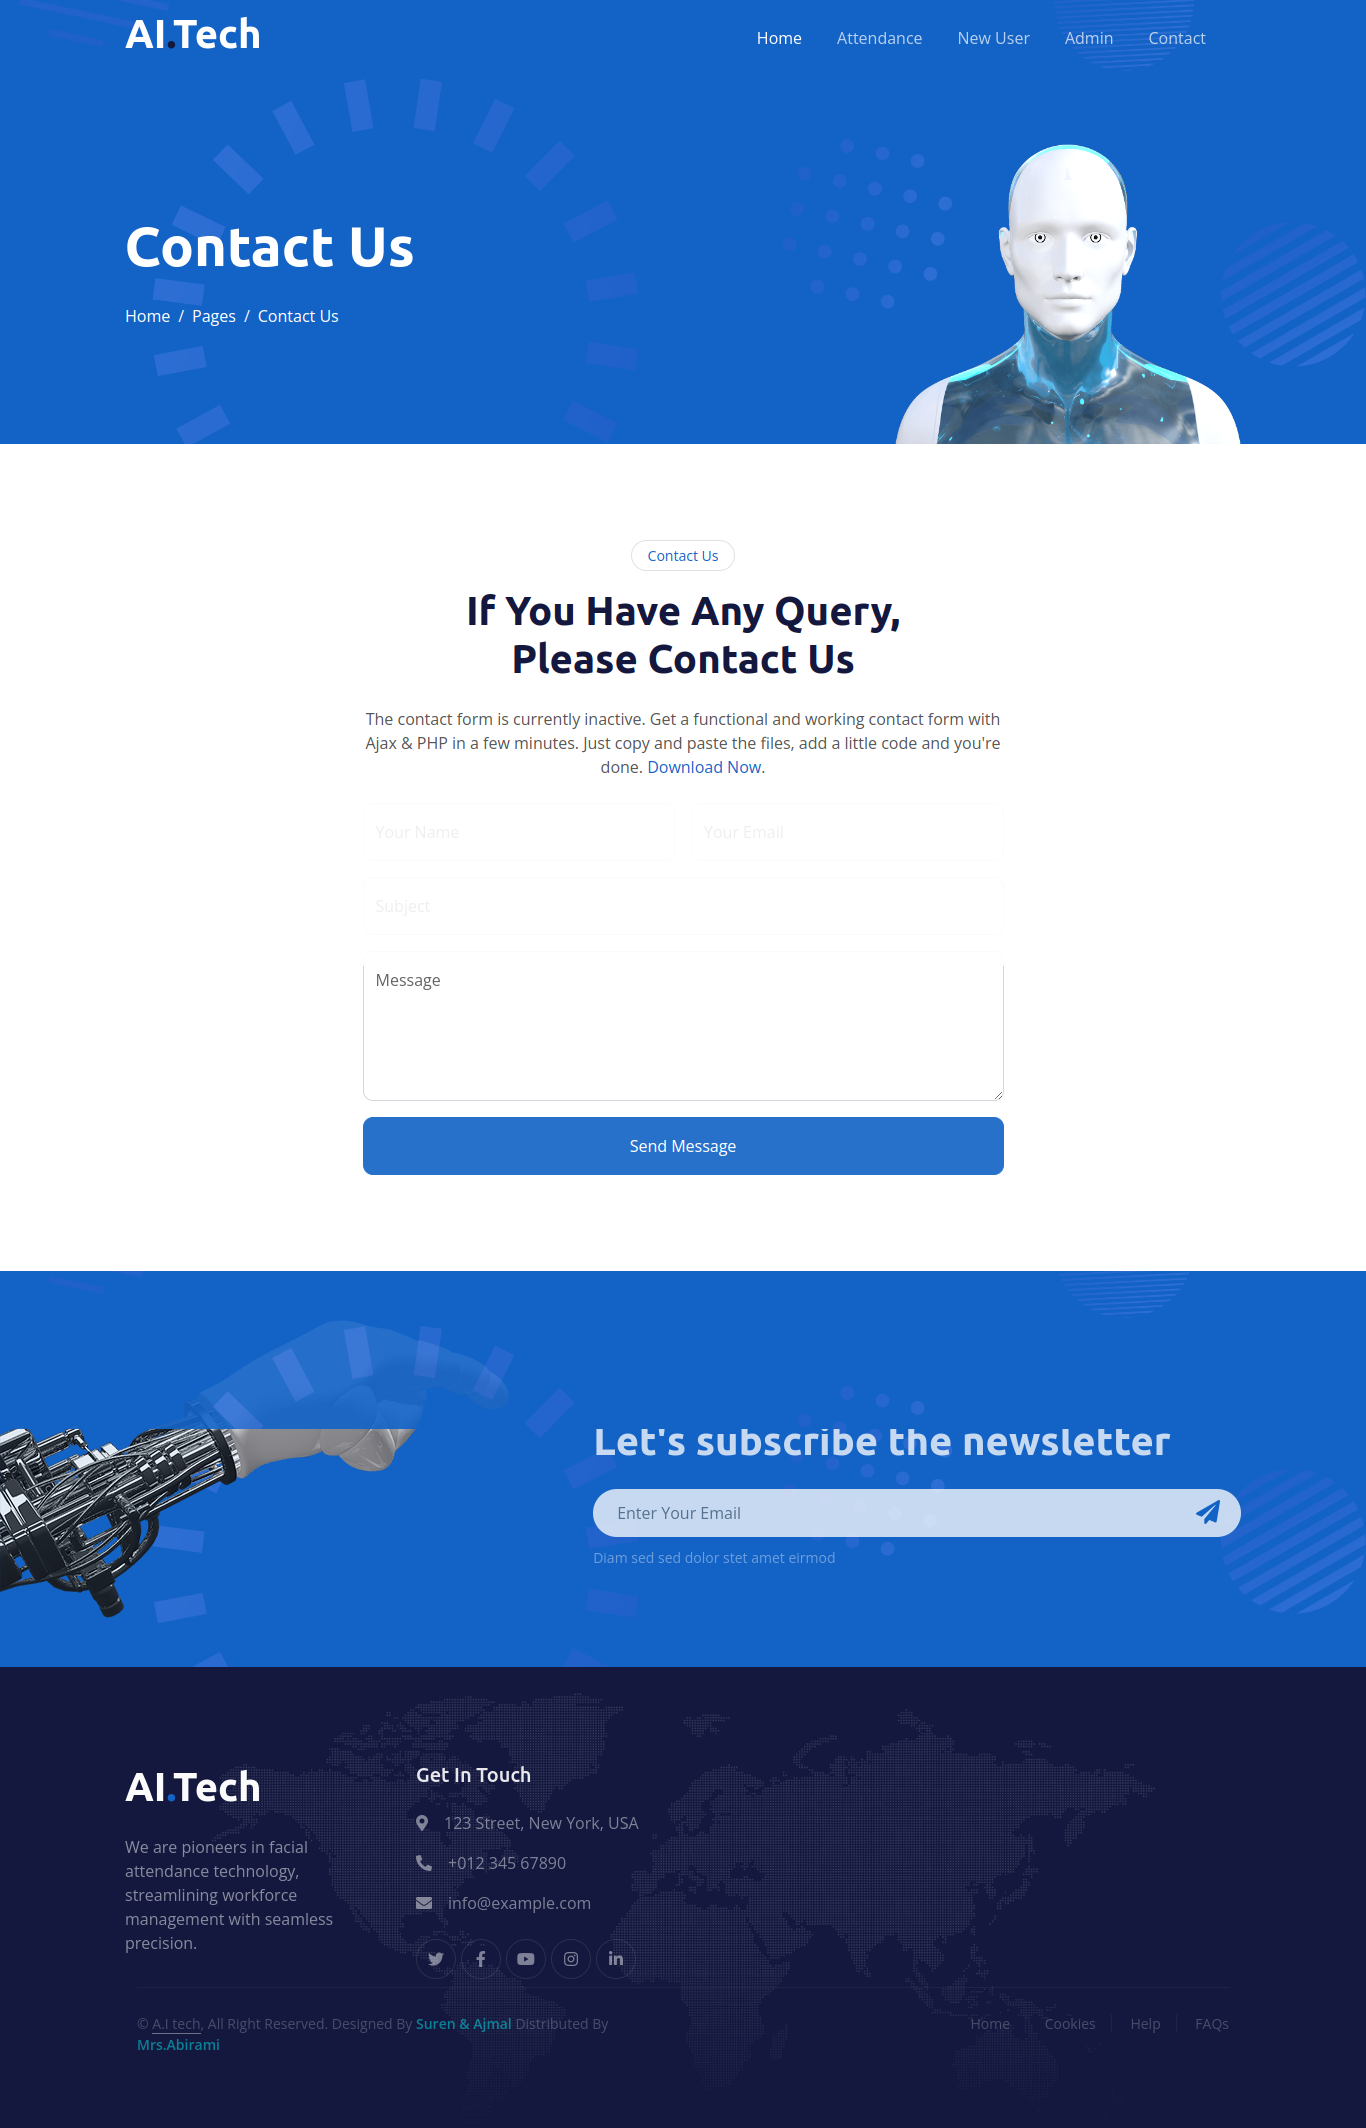 AI.Tech
Home
Attendance
New User
Admin
Contact
Contact Us
Home / Pages / Contact Us
Contact Us
If You Have Any Query,
Please Contact Us
The contact form is currently inactive. Get a functional and working contact form with
Ajax & PHP in a few minutes. Just copy and paste the files, add a little code and you're
done. Download Now.
Your Name
Your Email
Subject
Message
Send Message
Let's subscribe the newsletter
Enter Your Email
Diam sed sed dolor stet amet eirmod
AI.Tech
We are pioneers in facial
attendance technology,
streamlining workforce
management with seamless
precision.
Get In Touch
123 Street, New York, USA
+012 345 67890
info@example.com
© A.I tech, All Right Reserved. Designed By Suren & Ajmal Distributed By
Mrs.Abirami
Home
Cookies
Help
FAQs